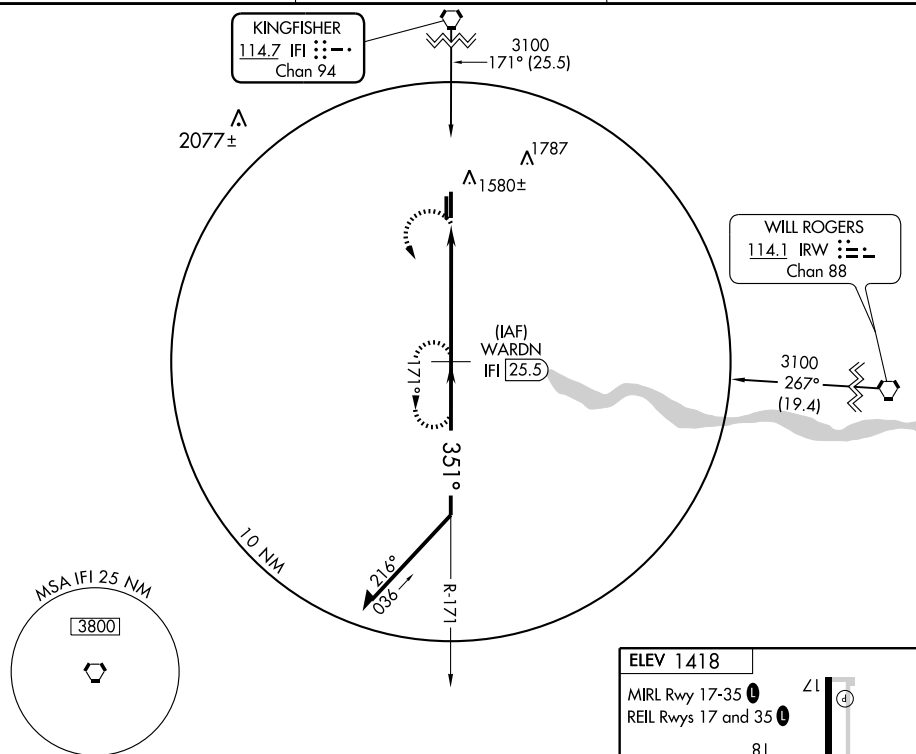 KINGFISHER
114.7 IFI
Chan 94
3100
171° (25.5)
2077±
1787
1580±
WILL ROGERS
114.1 IRW
Chan 88
(IAF)
WARDN
IFI 25.5
3100
267°
(19.4)
171°
351°
10 NM
216°
036
R-171
MSA IFI 25 NM
3800
ELEV 1418
MIRL Rwy 17-35 L
REIL Rwys 17 and 35 L
17
P
81